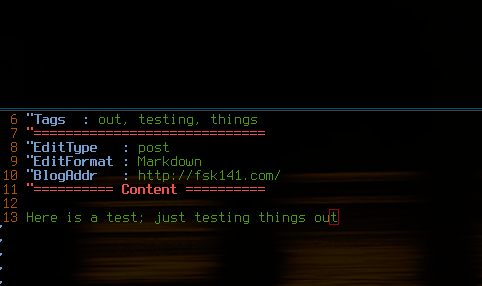 6 "Tags  : out, testing, things
7 "=============================
8 "EditType   : post
9 "EditFormat : Markdown
10 "BlogAddr   : http://fsk141.com/
11 "========== Content ==========
12
13 Here is a test; just testing things out
~
~
~
~